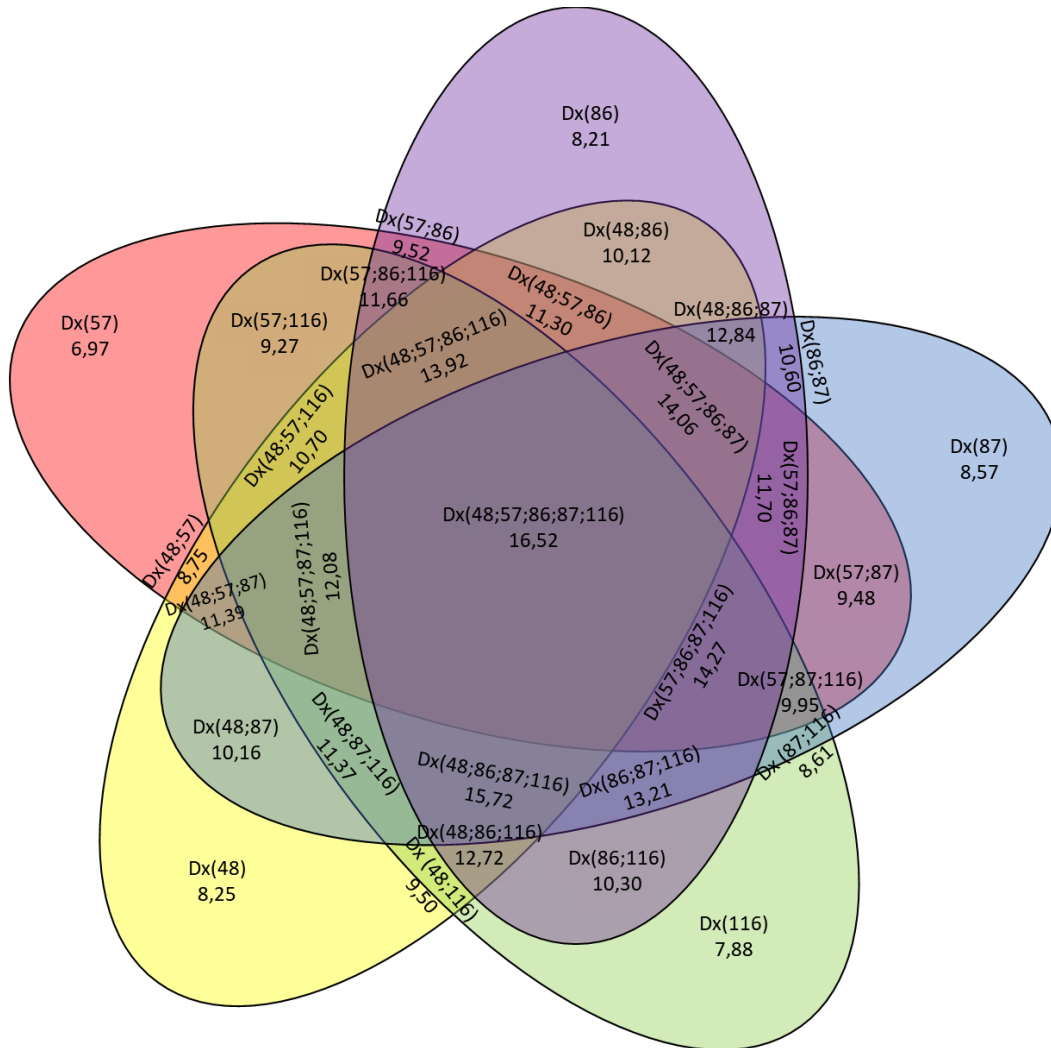 Dx(86)
8,21
Dx(57;86)
9,52
Dx(48;86)
10,12
Dx(57;86;116)
11,66
Dx(48;57;86)
11,30
Dx(48;86;87)
12,84
Dx(86;87)
10,60
Dx(57)
6,97
Dx(57;116)
9,27
Dx(48;57;86;116)
13,92
Dx(48;57;86;87)
14,06
Dx(48;57;116)
10,70
Dx(87)
8,57
Dx(57;86;87)
11,70
Dx(48;57;86;87;116)
16,52
Dx(48;57)
8,75
Dx(48;57;87;116)
12,08
Dx(48;57;87)
11,39
Dx(57;87)
9,48
Dx(57;86;87;116)
14,27
Dx(57;87;116)
9,95
Dx (87;116)
8,61
Dx(48;87)
10,16
Dx(48;87;116)
11,37
Dx(48;86;87;116)
15,72
Dx(86;87;116)
13,21
Dx(48;86;116)
12,72
Dx (48;116)
9,50
Dx(86;116)
10,30
Dx(48)
8,25
Dx(116)
7,88